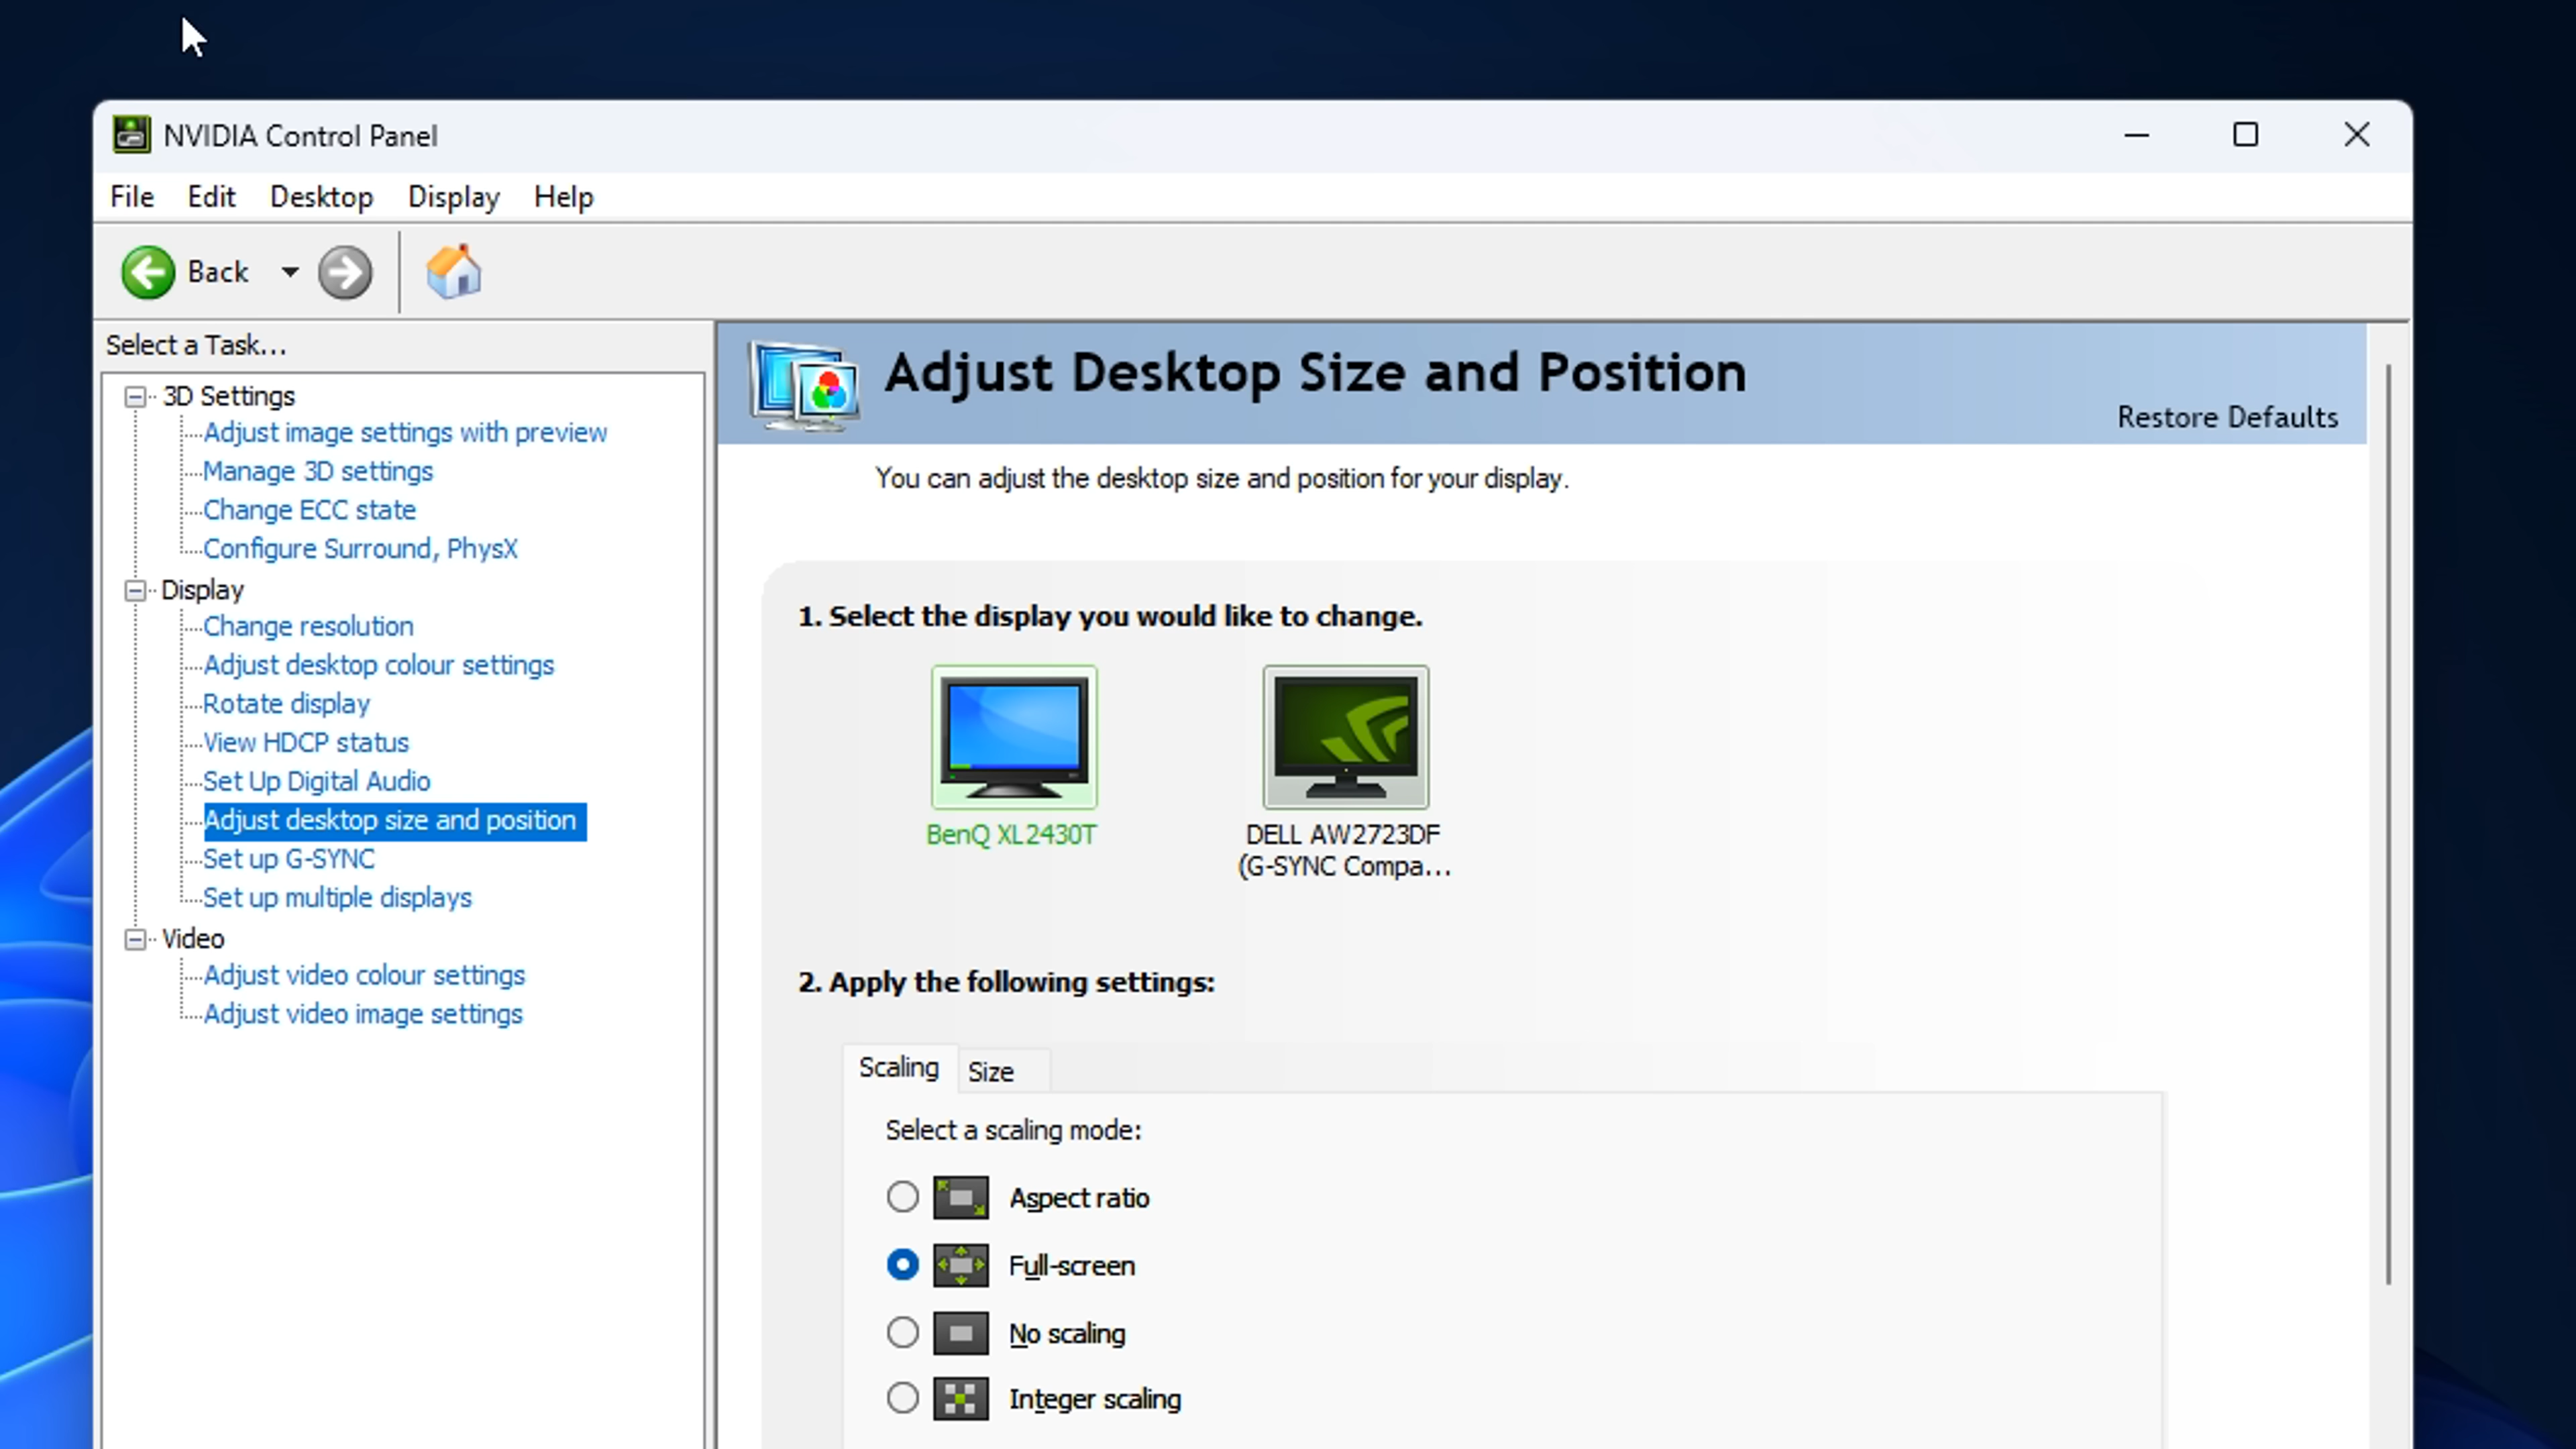 NVIDIA Control Panel
File Edit Desktop Display Help
Back
Select a Task...
3D Settings
Adjust image settings with preview
Manage 3D settings
Change ECC state
Configure Surround, PhysX
Display
Change resolution
Adjust desktop colour settings
Rotate display
View HDCP status
Set Up Digital Audio
Adjust desktop size and position
Set up G-SYNC
Set up multiple displays
Video
Adjust video colour settings
Adjust video image settings
Adjust Desktop Size and Position
Restore Defaults
You can adjust the desktop size and position for your display.
1. Select the display you would like to change.
BenQ XL2430T
DELL AW2723DF
(G-SYNC Compa...
2. Apply the following settings:
Scaling Size
Select a scaling mode:
Aspect ratio
Full-screen
No scaling
Integer scaling